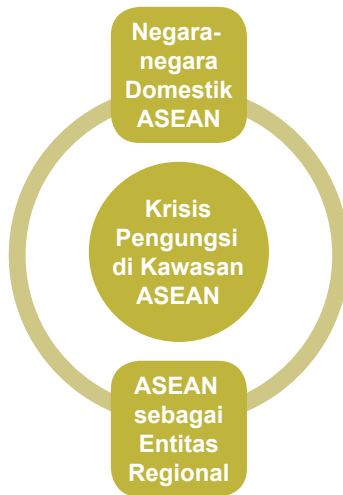 Negara-
negara
Domestik
ASEAN
Krisis
Pengungsi
di Kawasan
ASEAN
ASEAN
sebagai
Entitas
Regional